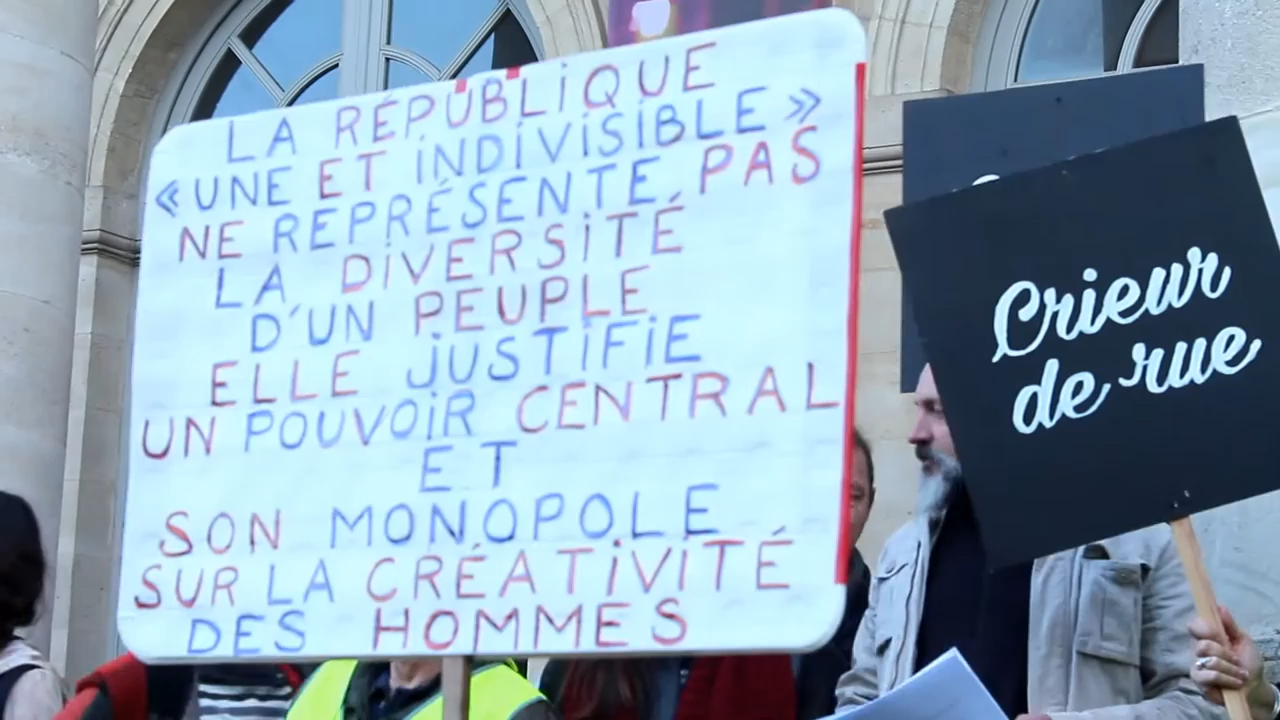 LA RÉPUBLIQUE
« UNE ET INDIVISIBLE »
NE REPRÉSENTE PAS
LA DIVERSITÉ
D'UN PEUPLE
ELLE JUSTIFIE
UN POUVOIR CENTRAL
ET
SON MONOPOLE
SUR LA CRÉATIVITÉ
DES HOMMES
Crieur
de rue